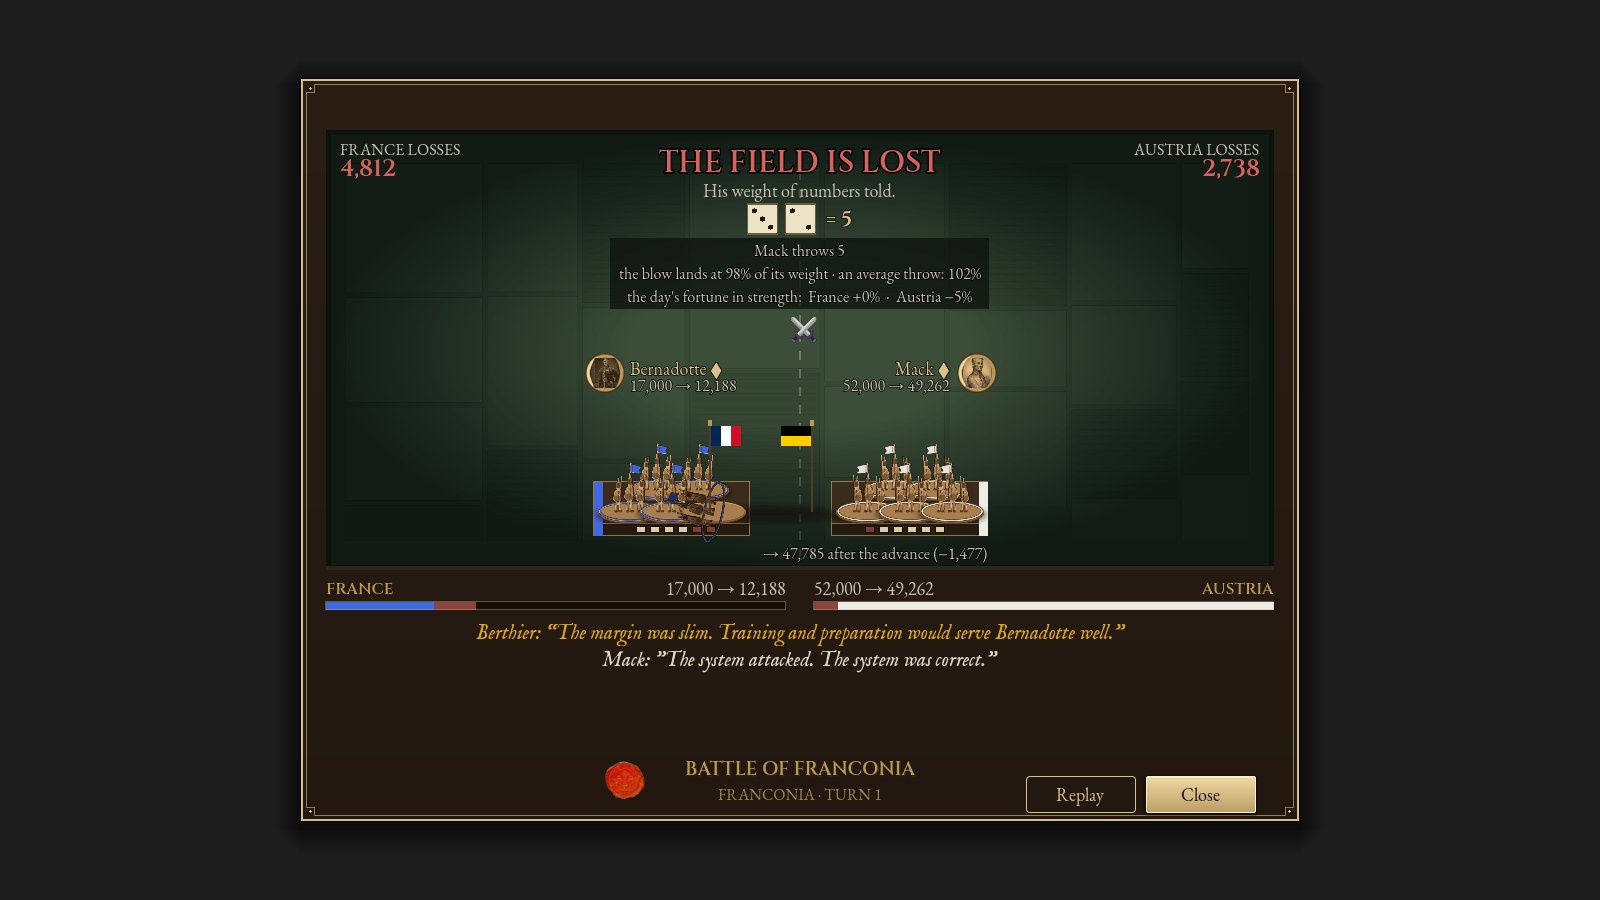 FRANCE LOSSES
4,812
THE FIELD IS LOST
AUSTRIA LOSSES
2,738
His weight of numbers told.
= 5
Mack throws 5
the blow lands at 98% of its weight · an average throw: 102%
the day's fortune in strength: France +0% · Austria −5%
Bernadotte
17,000 → 12,188
Mack
52,000 → 49,262
→ 47,785 after the advance (−1,477)
FRANCE 17,000 → 12,188
52,000 → 49,262 AUSTRIA
Berthier: “The margin was slim. Training and preparation would serve Bernadotte well.”
Mack: ”The system attacked. The system was correct.”
BATTLE OF FRANCONIA
FRANCONIA · TURN 1
Replay
Close